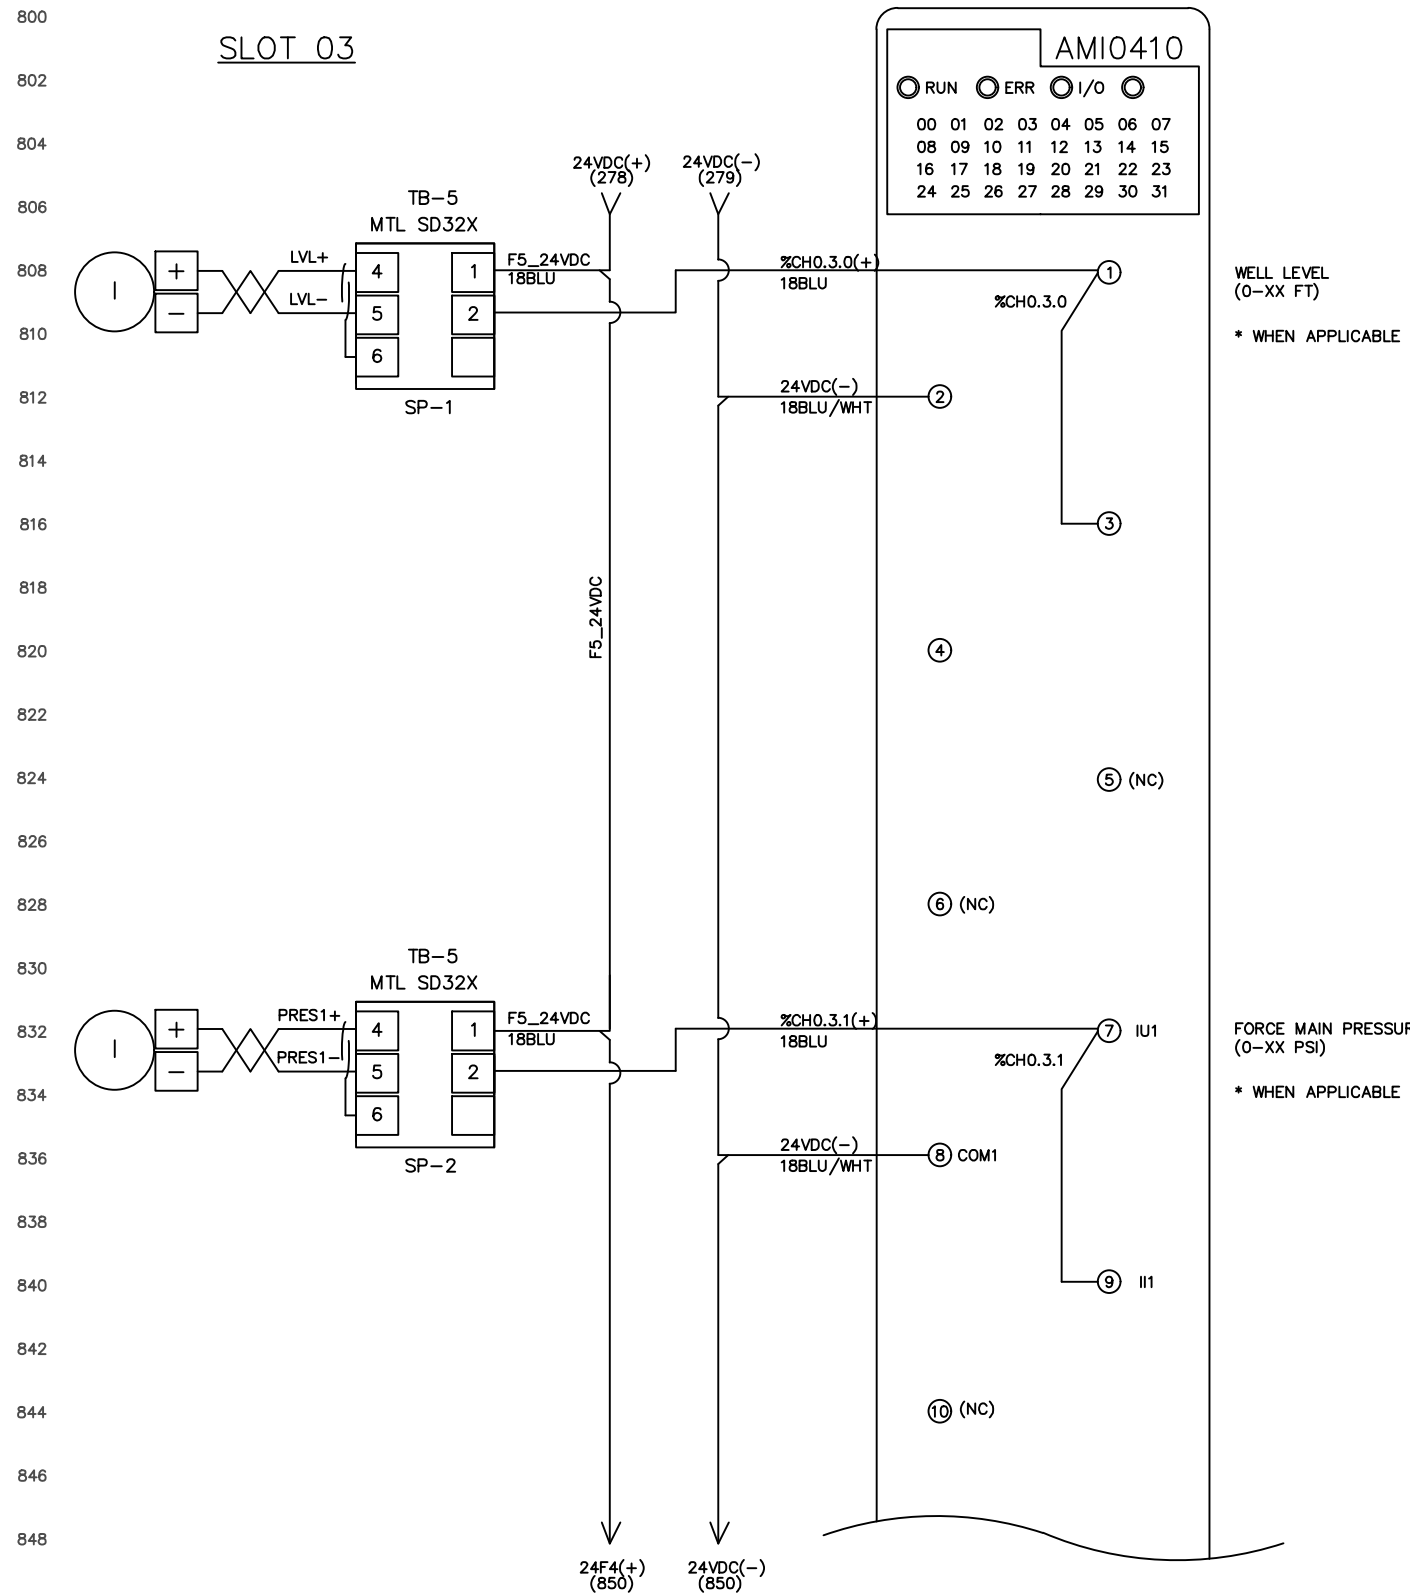 800
SLOT 03
AMI0410
802
RUN ERR I/O
804
00 01 02 03 04 05 06 07
08 09 10 11 12 13 14 15
16 17 18 19 20 21 22 23
24 25 26 27 28 29 30 31
24VDC(+)
(278)
24VDC(-)
(279)
806
TB-5
MTL SD32X
808
I
+
-
LVL+
LVL-
4
5
6
1
2
SP-1
F5_24VDC
18BLU
%CH0.3.0(+)
18BLU
1
%CH0.3.0
WELL LEVEL
(0-XX FT)
* WHEN APPLICABLE
810
812
24VDC(-)
18BLU/WHT
2
814
816
3
818
F5_24VDC
820
4
822
824
5 (NC)
826
828
6 (NC)
830
TB-5
MTL SD32X
832
I
+
-
PRES1+
PRES1-
4
5
6
1
2
SP-2
F5_24VDC
18BLU
%CH0.3.1(+)
18BLU
7 IU1
%CH0.3.1
FORCE MAIN PRESSUR
(0-XX PSI)
* WHEN APPLICABLE
834
836
24VDC(-)
18BLU/WHT
8 COM1
838
840
9 II1
842
844
10 (NC)
846
848
24F4(+)
(850)
24VDC(-)
(850)